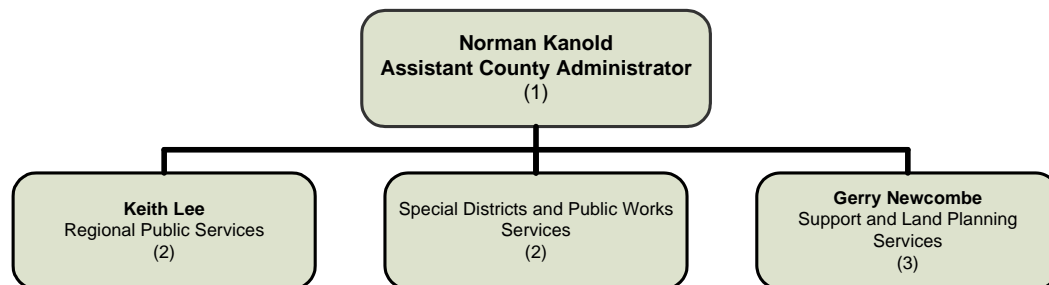 Norman Kanold
Assistant County Administrator
(1)
Keith Lee
Regional Public Services
(2)
Special Districts and Public Works
Services
(2)
Gerry Newcombe
Support and Land Planning
Services
(3)